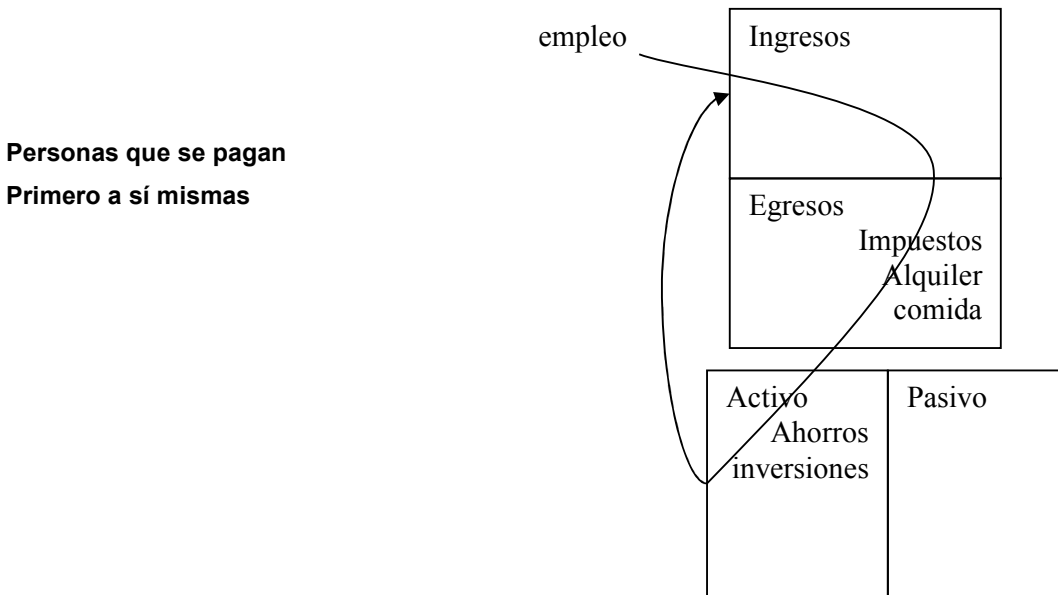 empleo
Ingresos
Personas que se pagan
Primero a sí mismas
Egresos
Impuestos
Alquiler
comida
Activo
Ahorros
inversiones
Pasivo